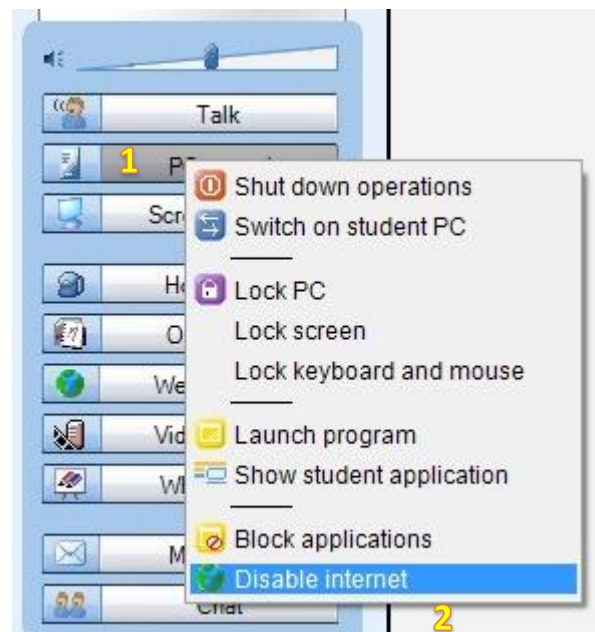 Talk
1
Shut down operations
Switch on student PC
Lock PC
Lock screen
Lock keyboard and mouse
Launch program
Show student application
Block applications
Disable internet
Chat
2